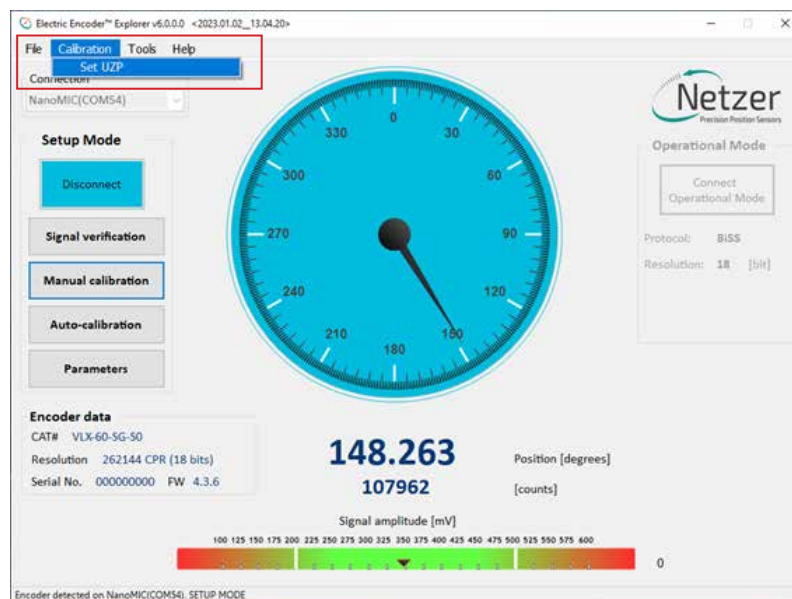 Electric Encoder™ Explorer v6.0.0.0 <2023.01.02__13.04.20>
File Calibration Tools Help
Set UZP
Connection
NanoMIC(COM54)
Setup Mode
Disconnect
Signal verification
Manual calibration
Auto-calibration
Parameters
0
30
60
90
120
150
180
210
240
270
300
330
Netzer
Precision Position Sensors
Operational Mode
Connect
Operational Mode
Protocol: BiSS
Resolution: 18 [bit]
Encoder data
CAT# VLX-60-SG-50
Resolution 262144 CPR (18 bits)
Serial No. 000000000 FW 4.3.6
148.263 Position [degrees]
107962 [counts]
Signal amplitude [mV]
100 125 150 175 200 225 250 275 300 325 350 375 400 425 450 475 500 525 550 575 600
0
Encoder detected on NanoMIC(COM54). SETUP MODE